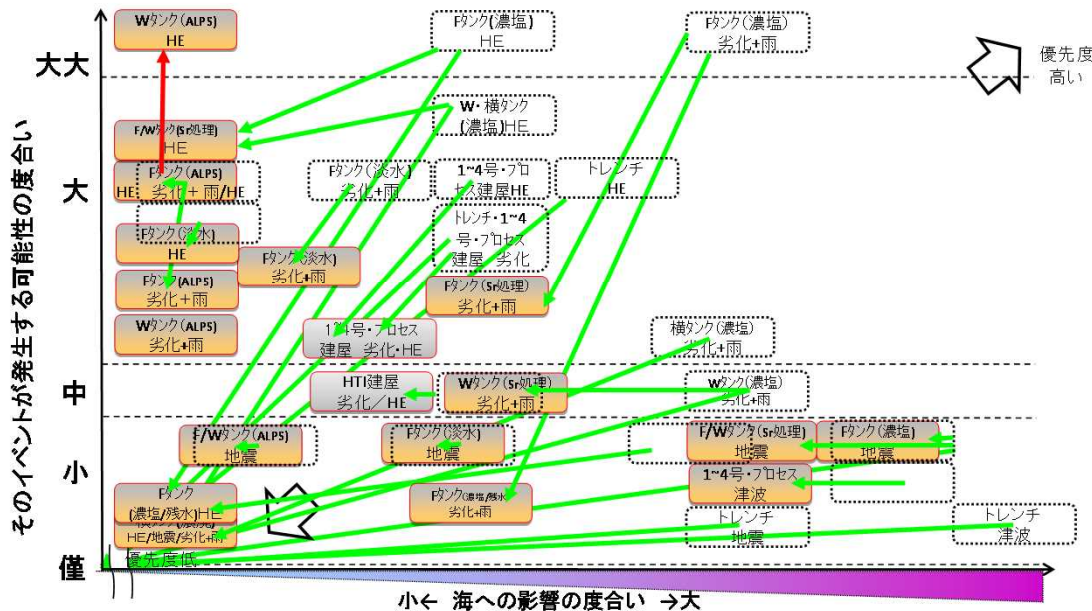 Wタンク(ALPS)
HE
Fタンク(濃塩)
HE
Fタンク(濃塩)
劣化+雨
優先度
高い
大大
W・横タンク
(濃塩)HE
F/Wタンク(Sr処理)
HE
Fタンク(ALPS)
HE 劣化+雨/HE
Fタンク(淡水)
劣化+雨
1~4号・プロ
セス建屋HE
トレンチ
HE
大
トレンチ・1~4
号・プロセス
建屋 劣化
Fタンク(淡水)
HE
Fタンク(淡水)
劣化+雨
Fタンク(ALPS)
劣化+雨
Fタンク(Sr処理)
劣化+雨
Wタンク(ALPS)
劣化+雨
1~4号・プロセス
建屋 劣化・HE
横タンク(濃塩)
劣化+雨
中
HTI建屋
劣化/HE
Wタンク(Sr処理)
劣化+雨
Wタンク(濃塩)
劣化+雨
F/Wタンク(ALPS)
地震
Fタンク(淡水)
地震
F/Wタンク(Sr処理)
地震
Fタンク(濃塩)
地震
小
1~4号・プロセス
津波
Fタンク
(濃塩/残水)HE
Fタンク(濃塩/残水)
劣化+雨
HE/地震/劣化+雨
トレンチ
地震
トレンチ
津波
僅
優先度低
そのイベントが発生する可能性の度合い
小← 海への影響の度合い →大